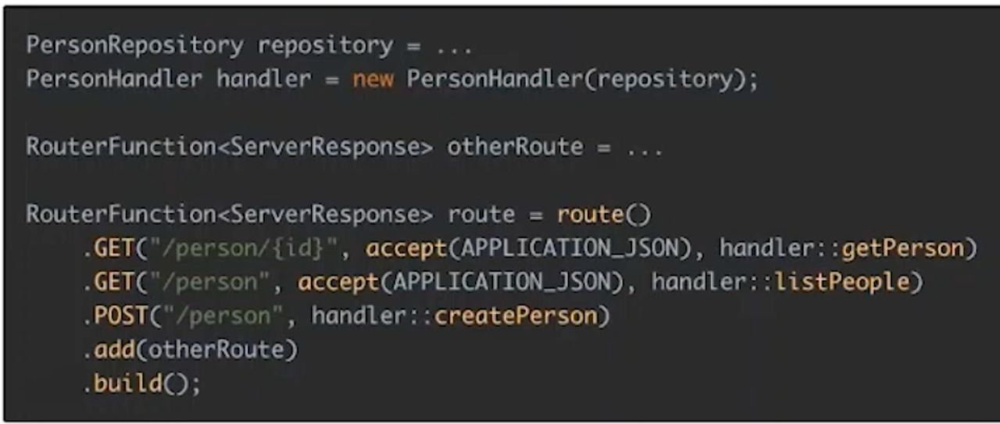 PersonRepository repository = ...
PersonHandler handler = new PersonHandler(repository);
RouterFunction<ServerResponse> otherRoute = ...
RouterFunction<ServerResponse> route = route()
.GET("/person/{id}", accept(APPLICATION_JSON), handler::getPerson)
.GET("/person", accept(APPLICATION_JSON), handler::listPeople)
.POST("/person", handler::createPerson)
.add(otherRoute)
.build();